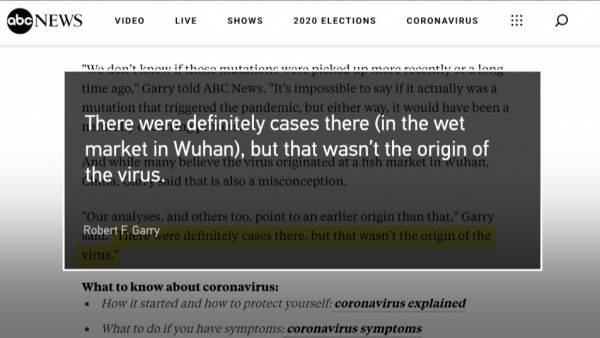 abc NEWS VIDEO LIVE SHOWS 2020 ELECTIONS CORONAVIRUS
"We don't know if those mutations were picked up more recently or a long
time ago," Garry told ABC News. "It's impossible to say if it actually was a
mutation that triggered the pandemic, but either way, it would have been a
There were definitely cases there (in the wet
market in Wuhan), but that wasn't the origin of
the virus.
And while many believe the virus originated at a fish market in Wuhan,
China, Garry said that is also a misconception.
"Our analyses, and others too, point to an earlier origin than that," Garry
Robert F. Garry
said. "There were definitely cases there, but that wasn't the origin of the
virus."
What to know about coronavirus:
• How it started and how to protect yourself: coronavirus explained
• What to do if you have symptoms: coronavirus symptoms